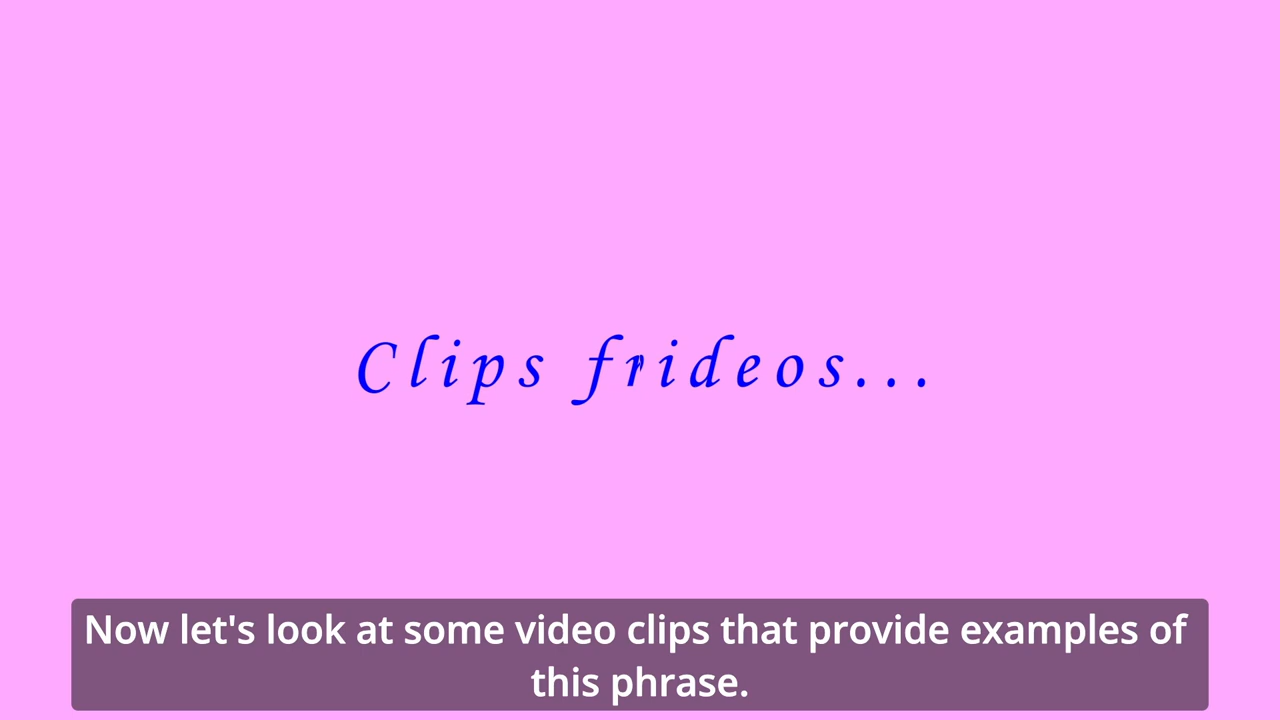 Clips frideos...
Now let's look at some video clips that provide examples of
this phrase.